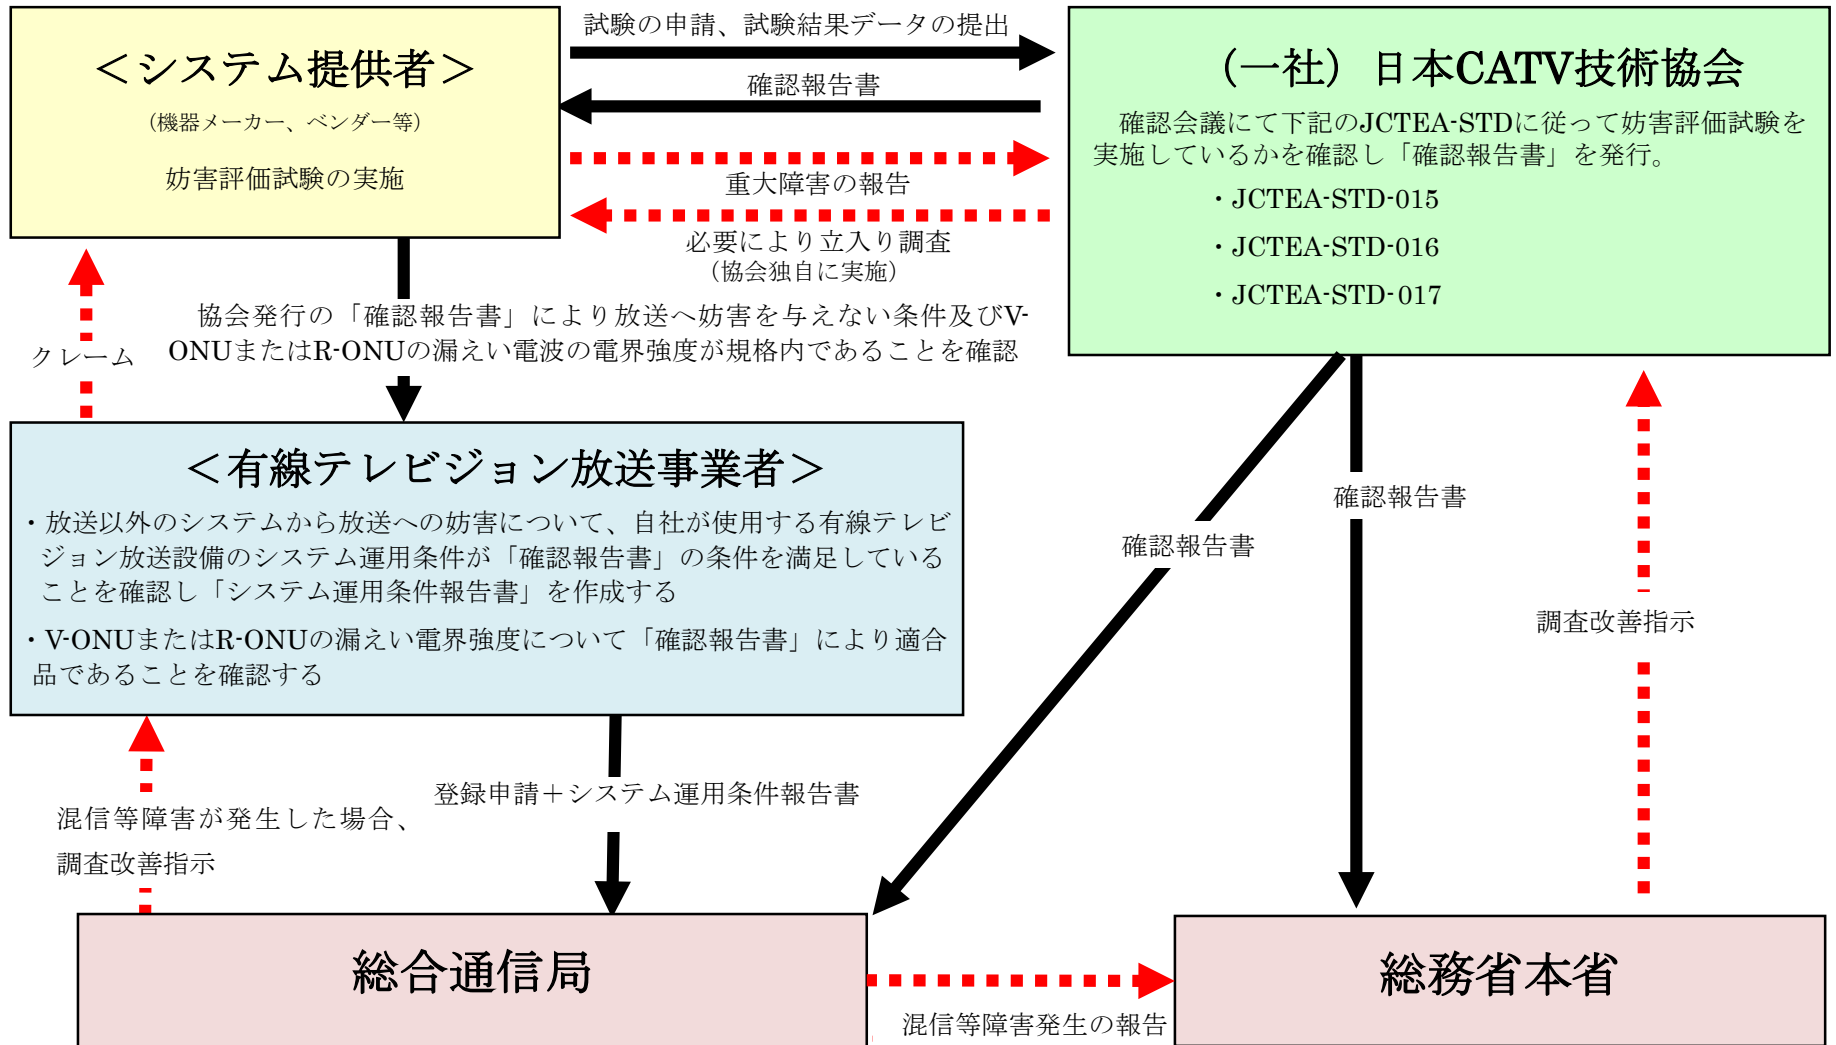 試験の申請、試験結果データの提出
<システム提供者>
(機器メーカー、ベンダー等)
妨害評価試験の実施
確認報告書
重大障害の報告
必要により立入り調査
(協会独自に実施)
(一社)日本CATV技術協会
確認会議にて下記のJCTEA-STDに従って妨害評価試験を
実施しているかを確認し「確認報告書」を発行。
・JCTEA-STD-015
・JCTEA-STD-016
・JCTEA-STD-017
協会発行の「確認報告書」により放送へ妨害を与えない条件及びV-
ONUまたはR-ONUの漏えい電波の電界強度が規格内であることを確認
クレーム
<有線テレビジョン放送事業者>
・放送以外のシステムから放送への妨害について、自社が使用する有線テレビ
ジョン放送設備のシステム運用条件が「確認報告書」の条件を満足している
ことを確認し「システム運用条件報告書」を作成する
・V-ONUまたはR-ONUの漏えい電界強度について「確認報告書」により適合
品であることを確認する
確認報告書
確認報告書
調査改善指示
登録申請+システム運用条件報告書
混信等障害が発生した場合、
調査改善指示
総合通信局
総務省本省
混信等障害発生の報告